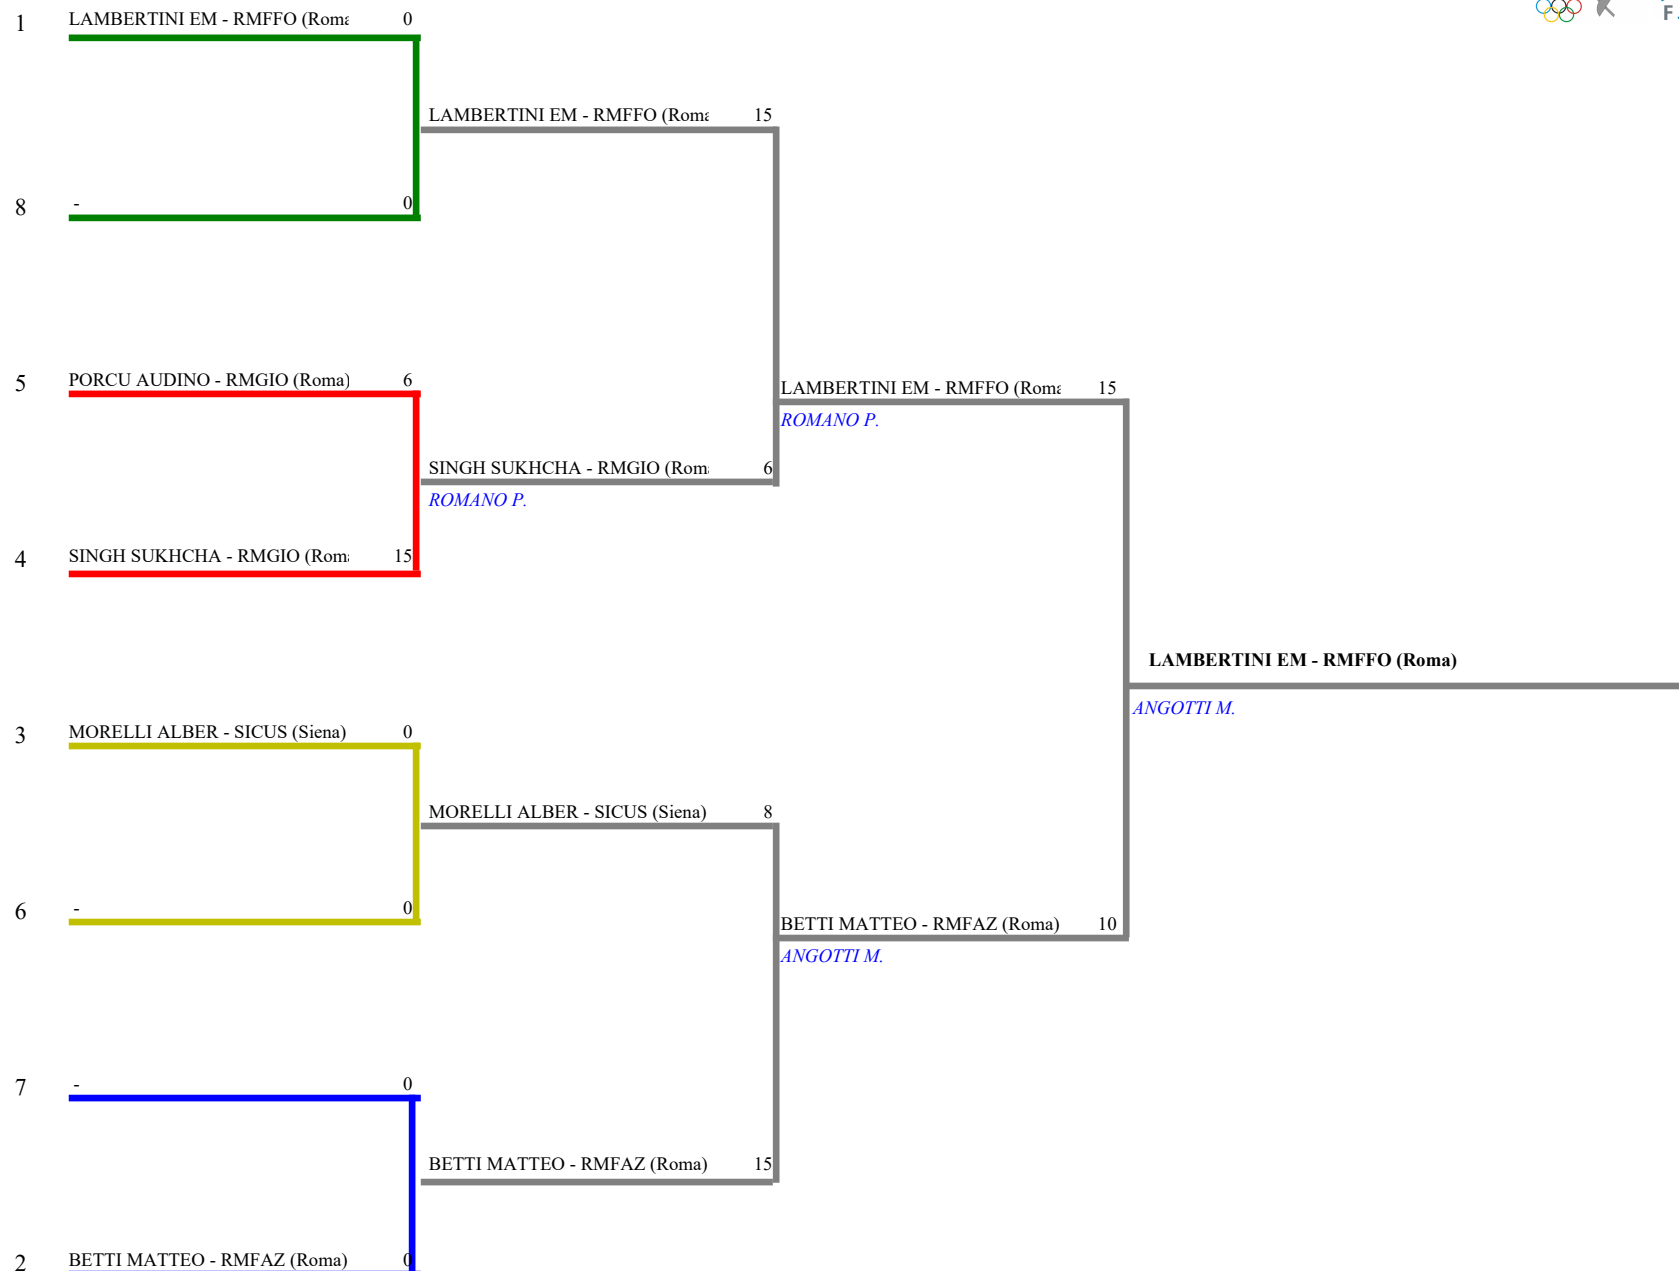 1 LAMBERTINI EM - RMFFO (Roma 0
LAMBERTINI EM - RMFFO (Roma 15
8 - 0
5 PORCU AUDINO - RMGIO (Roma) 6
LAMBERTINI EM - RMFFO (Roma 15
ROMANO P.
SINGH SUKHCHA - RMGIO (Rom 6
ROMANO P.
4 SINGH SUKHCHA - RMGIO (Rom 15
LAMBERTINI EM - RMFFO (Roma)
ANGOTTI M.
3 MORELLI ALBER - SICUS (Siena) 0
MORELLI ALBER - SICUS (Siena) 8
6 - 0
BETTI MATTEO - RMFAZ (Roma) 10
ANGOTTI M.
7 - 0
BETTI MATTEO - RMFAZ (Roma) 15
2 BETTI MATTEO - RMFAZ (Roma) 0